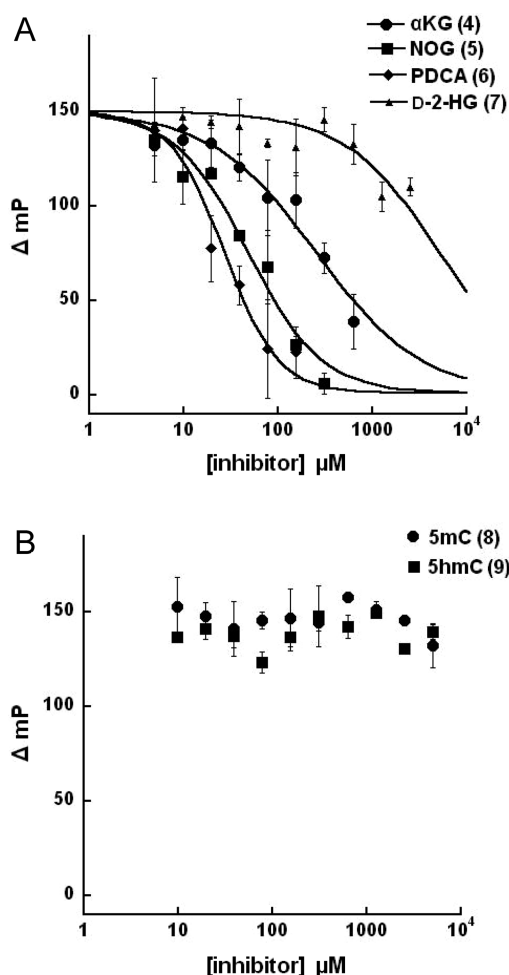 A
αKG (4)
NOG (5)
PDCA (6)
D-2-HG (7)
150
100
50
0
Δ mP
1 10 100 1000 10⁴
[inhibitor] μM
B
5mC (8)
5hmC (9)
150
100
50
0
Δ mP
1 10 100 1000 10⁴
[inhibitor] μM